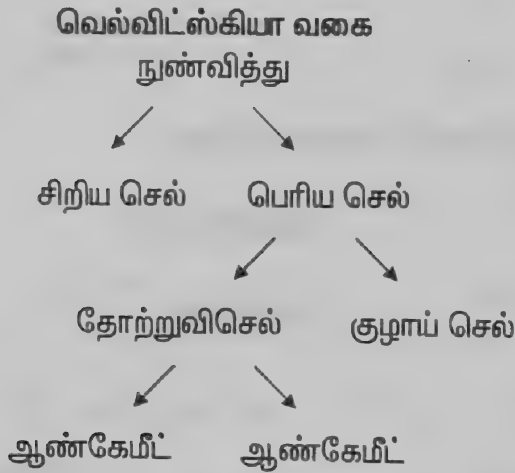 வெல்விட்ஸ்கியா வகை
நுண்வித்து
சிறிய செல் பெரிய செல்
தோற்றுவிசெல் குழாய் செல்
ஆண்கேமீட் ஆண்கேமீட்